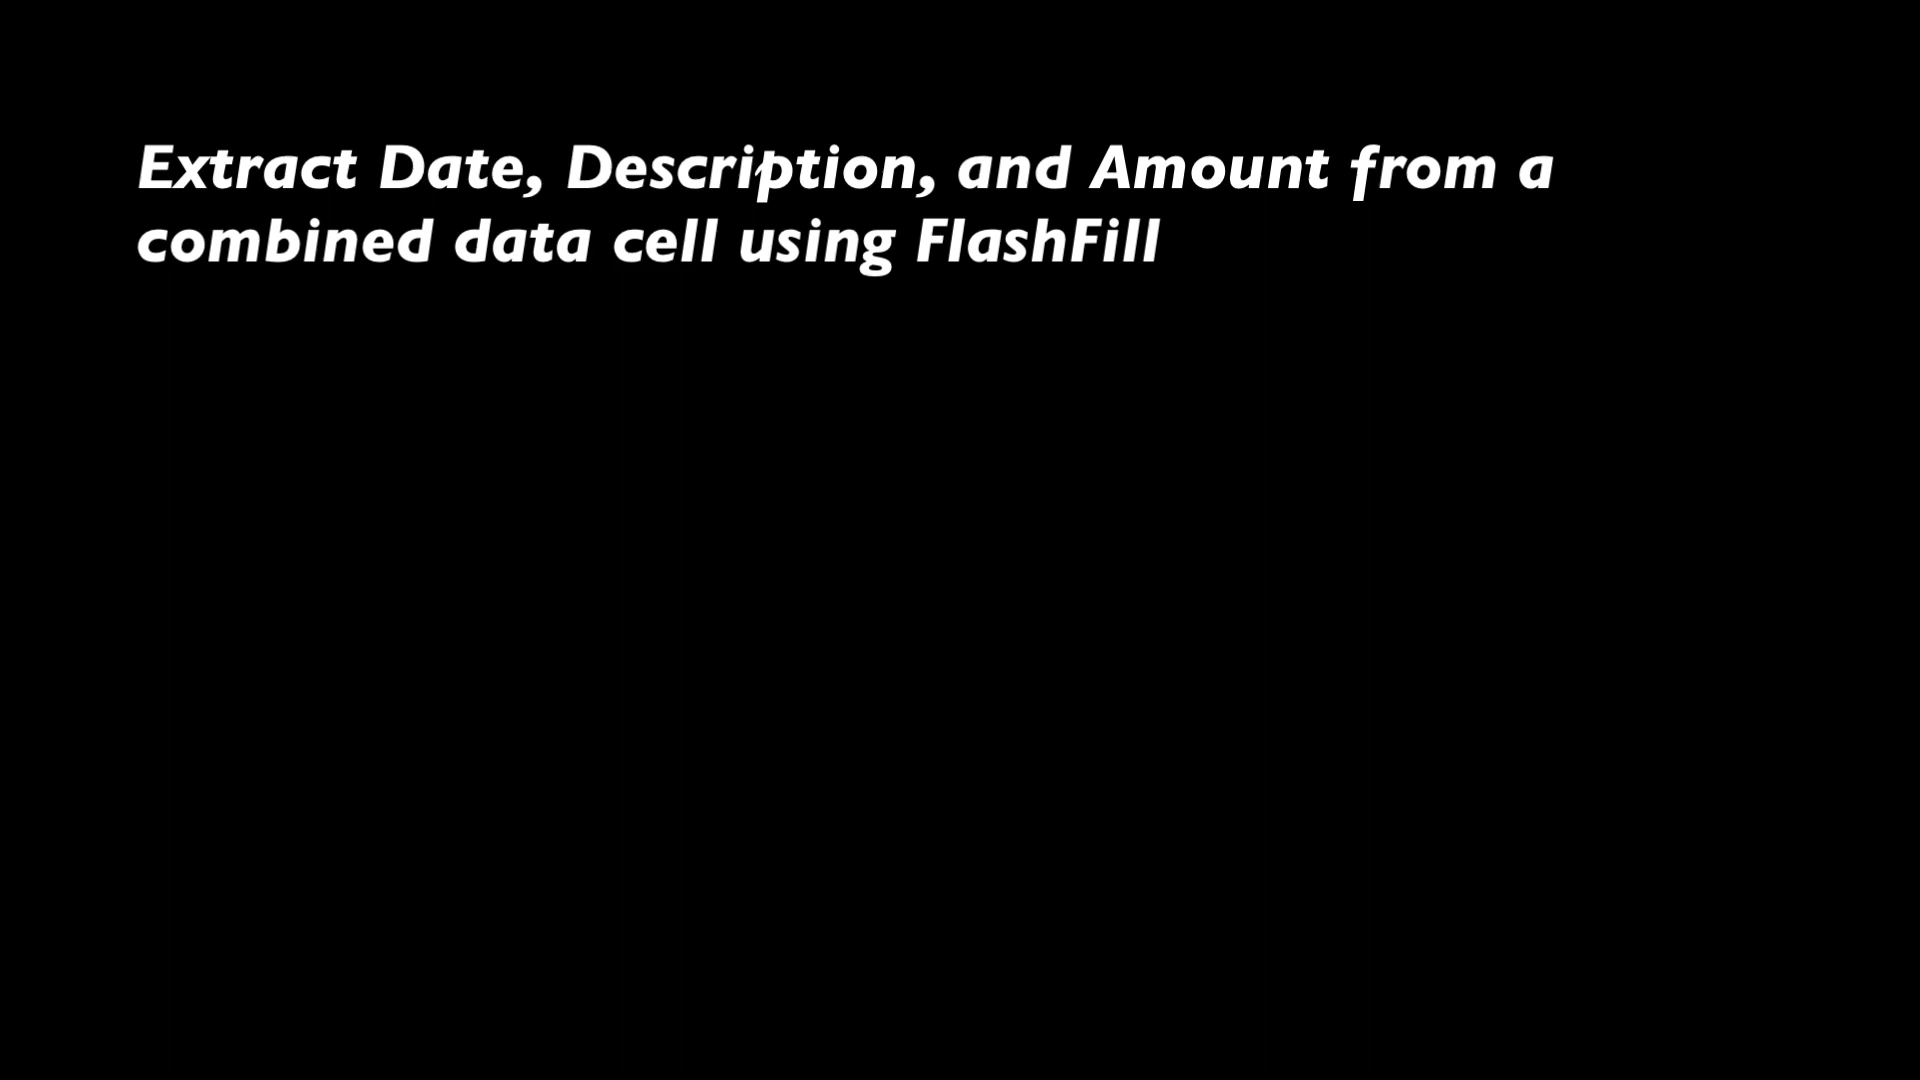 Extract Date, Description, and Amount from a
combined data cell using FlashFill